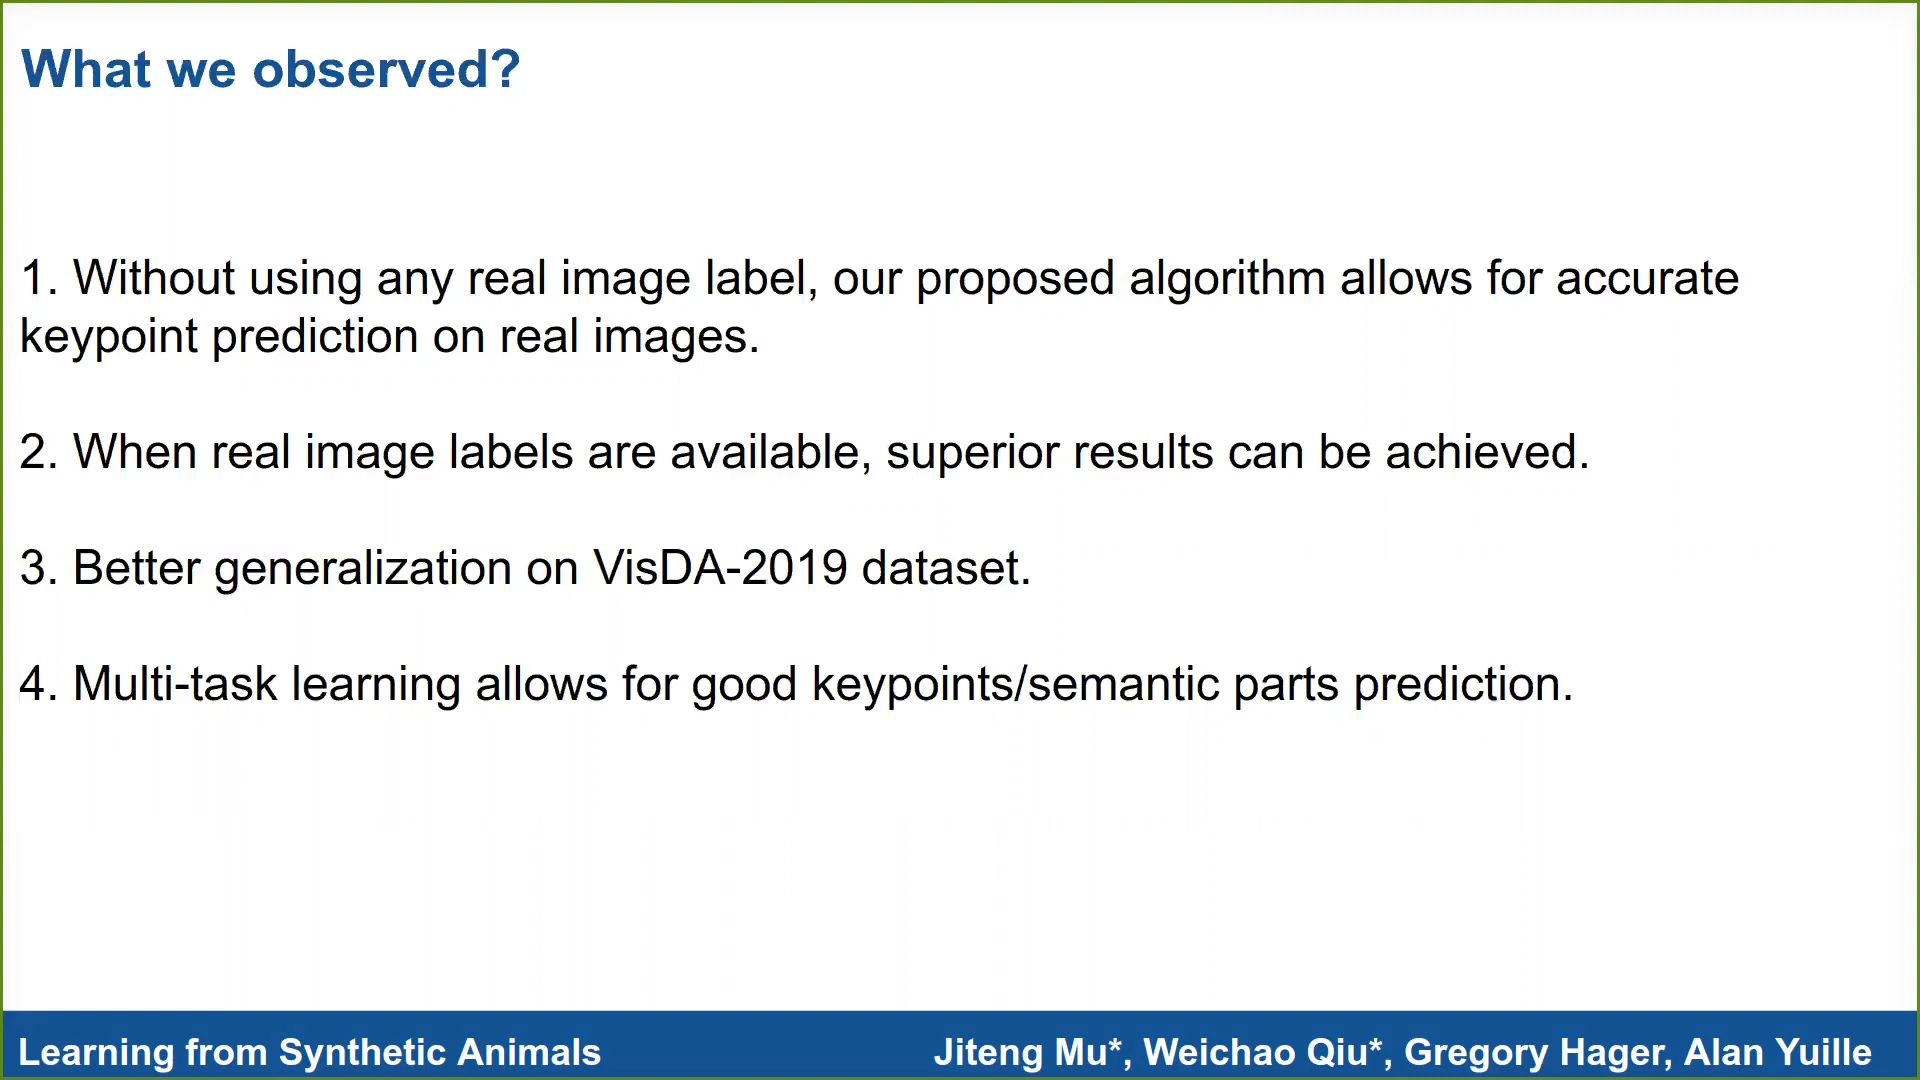 What we observed?
1. Without using any real image label, our proposed algorithm allows for accurate
keypoint prediction on real images.
2. When real image labels are available, superior results can be achieved.
3. Better generalization on VisDA-2019 dataset.
4. Multi-task learning allows for good keypoints/semantic parts prediction.
Learning from Synthetic Animals
Jiteng Mu*, Weichao Qiu*, Gregory Hager, Alan Yuille